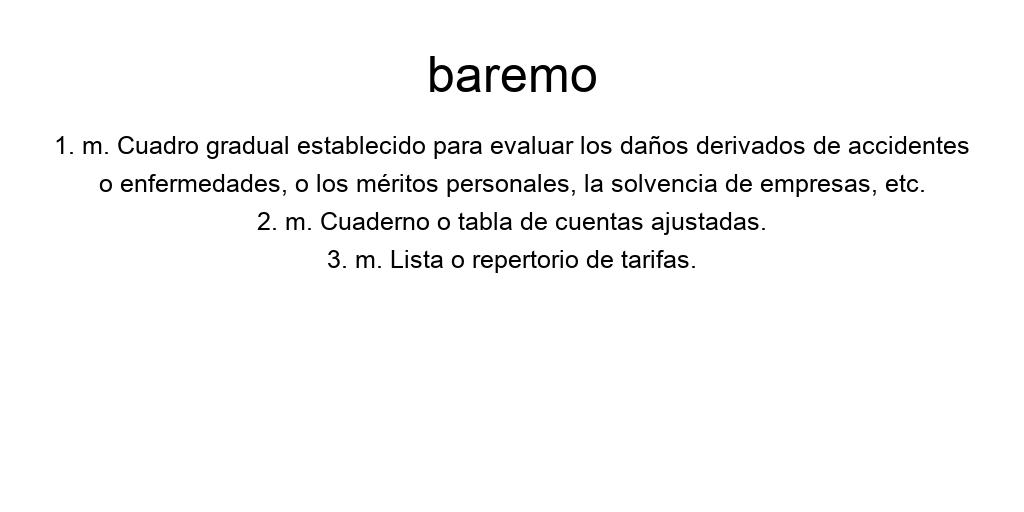 baremo
1. m. Cuadro gradual establecido para evaluar los daños derivados de accidentes
o enfermedades, o los méritos personales, la solvencia de empresas, etc.
2. m. Cuaderno o tabla de cuentas ajustadas.
3. m. Lista o repertorio de tarifas.